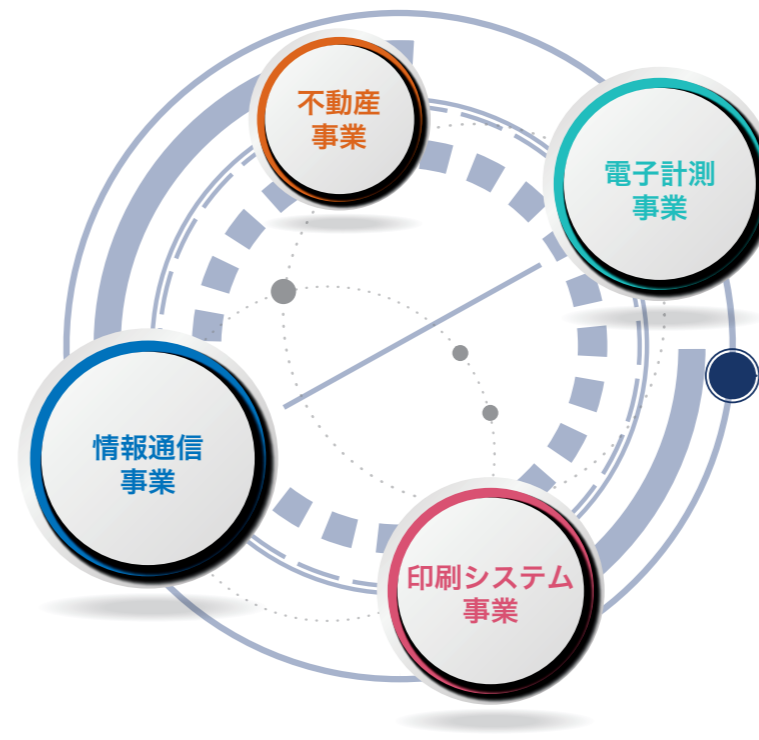 不動産
事業
電子計測
事業
情報通信
事業
印刷システム
事業